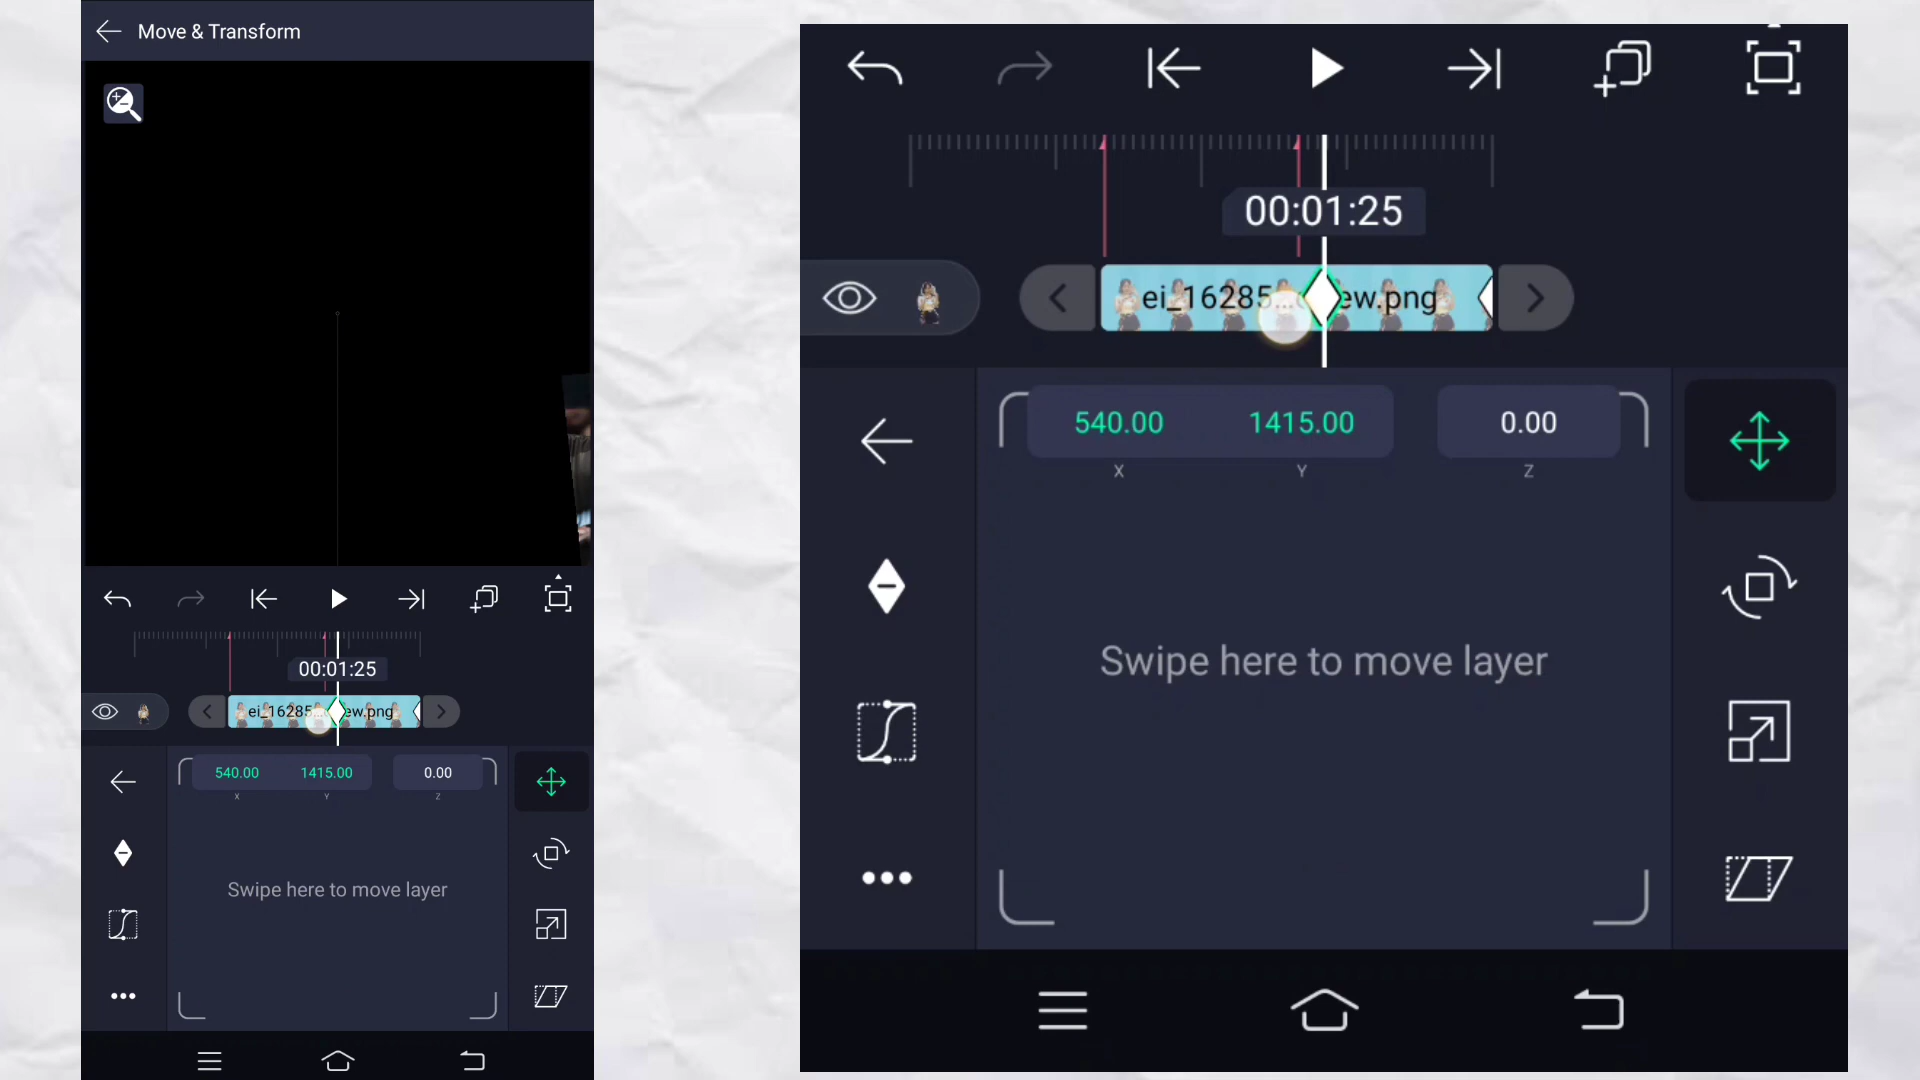 Move & Transform
00:01:25
ei_16285...ew.png
540.00 1415.00 0.00
X Y Z
Swipe here to move layer
00:01:25
ei_16285...ew.png
540.00 1415.00 0.00
X Y Z
Swipe here to move layer